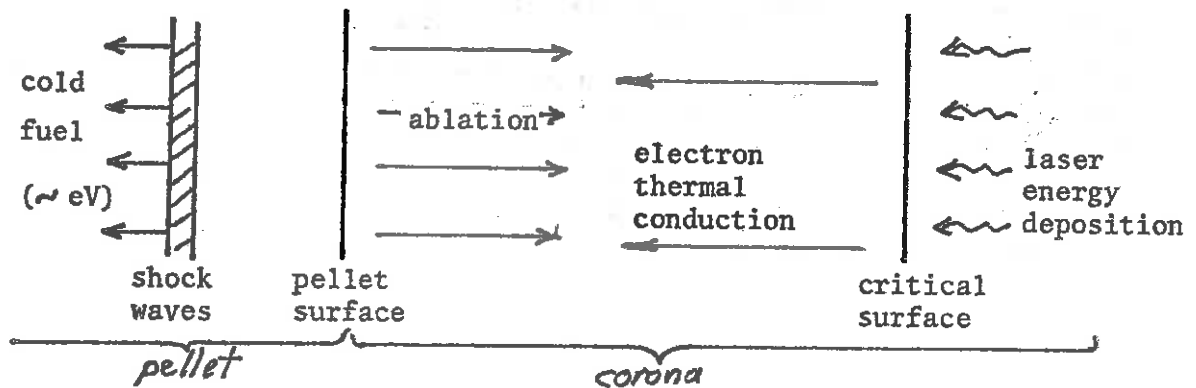 cold
fuel
(~ eV)
ablation
electron
thermal
conduction
laser
energy
deposition
shock
waves
pellet
surface
critical
surface
pellet
corona